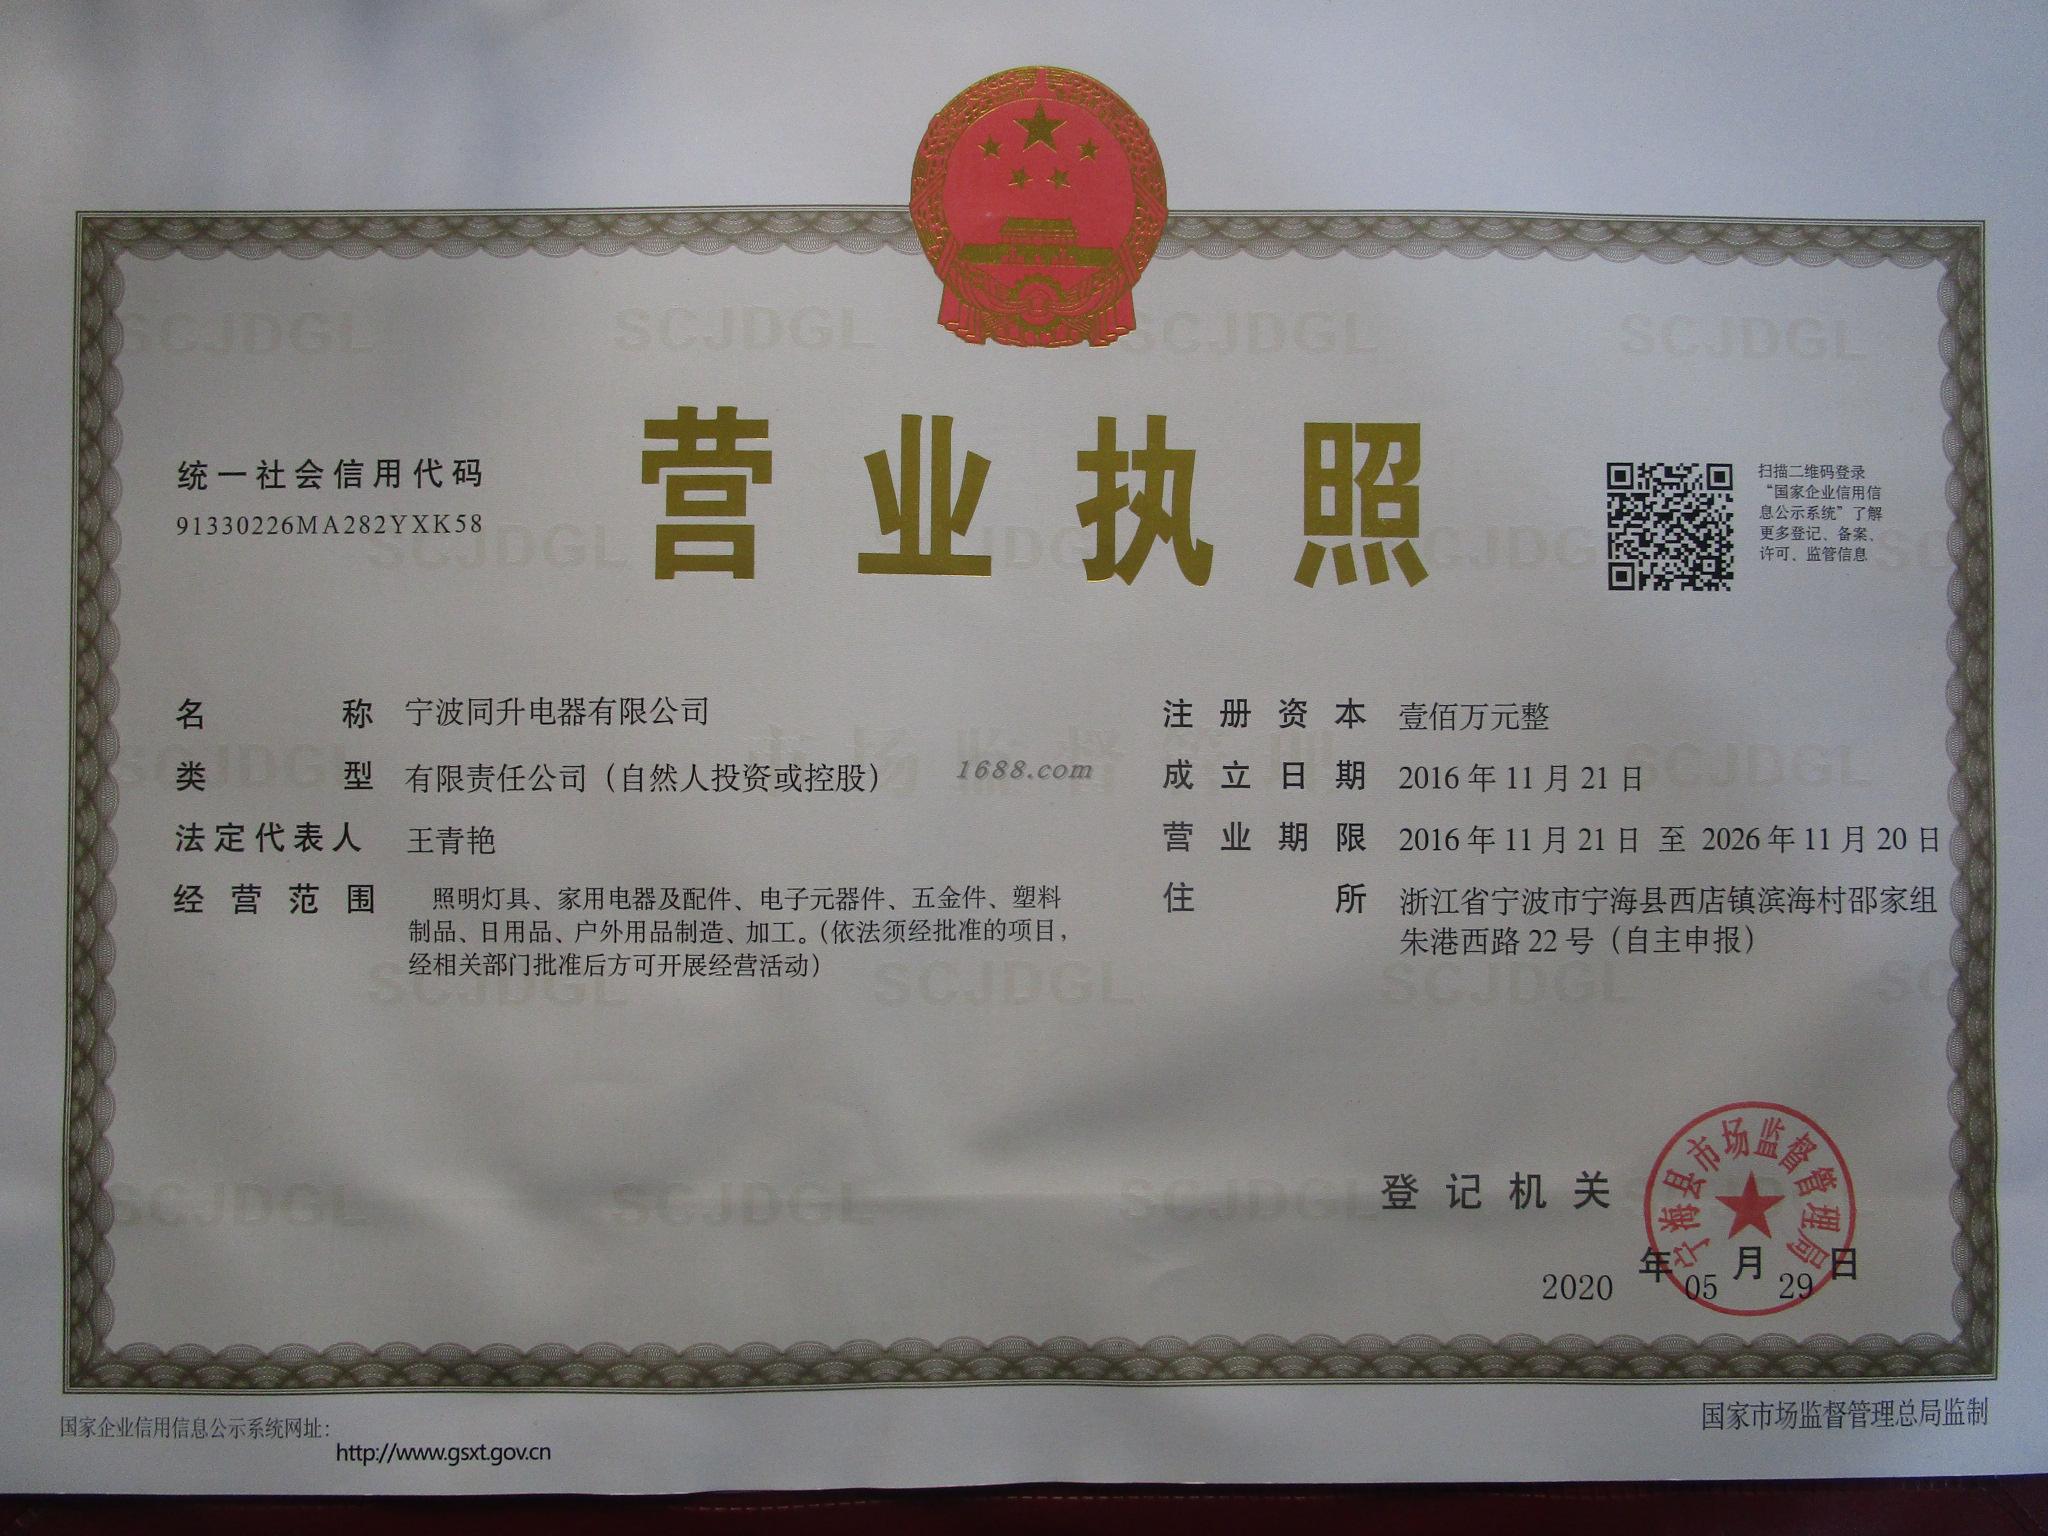 营业执照
统一社会信用代码
91330226MA282YXK58
扫描二维码登录
“国家企业信用信
息公示系统”了解
更多登记、备案、
许可、监管信息
名称 宁波同升电器有限公司
类型 有限责任公司（自然人投资或控股）
法定代表人 王青艳
经营范围 照明灯具、家用电器及配件、电子元器件、五金件、塑料
制品、日用品、户外用品制造、加工。（依法须经批准的项目，
经相关部门批准后方可开展经营活动）
注册资本 壹佰万元整
成立日期 2016年11月21日
营业期限 2016年11月21日 至 2026年11月20日
住所 浙江省宁波市宁海县西店镇滨海村邵家组
朱港西路22号（自主申报）
1688.com
SCJDGL
市场监督管理
登记机关
宁海县市场监督管理局
2020年05月29日
国家企业信用信息公示系统网址：
http://www.gsxt.gov.cn
国家市场监督管理总局监制